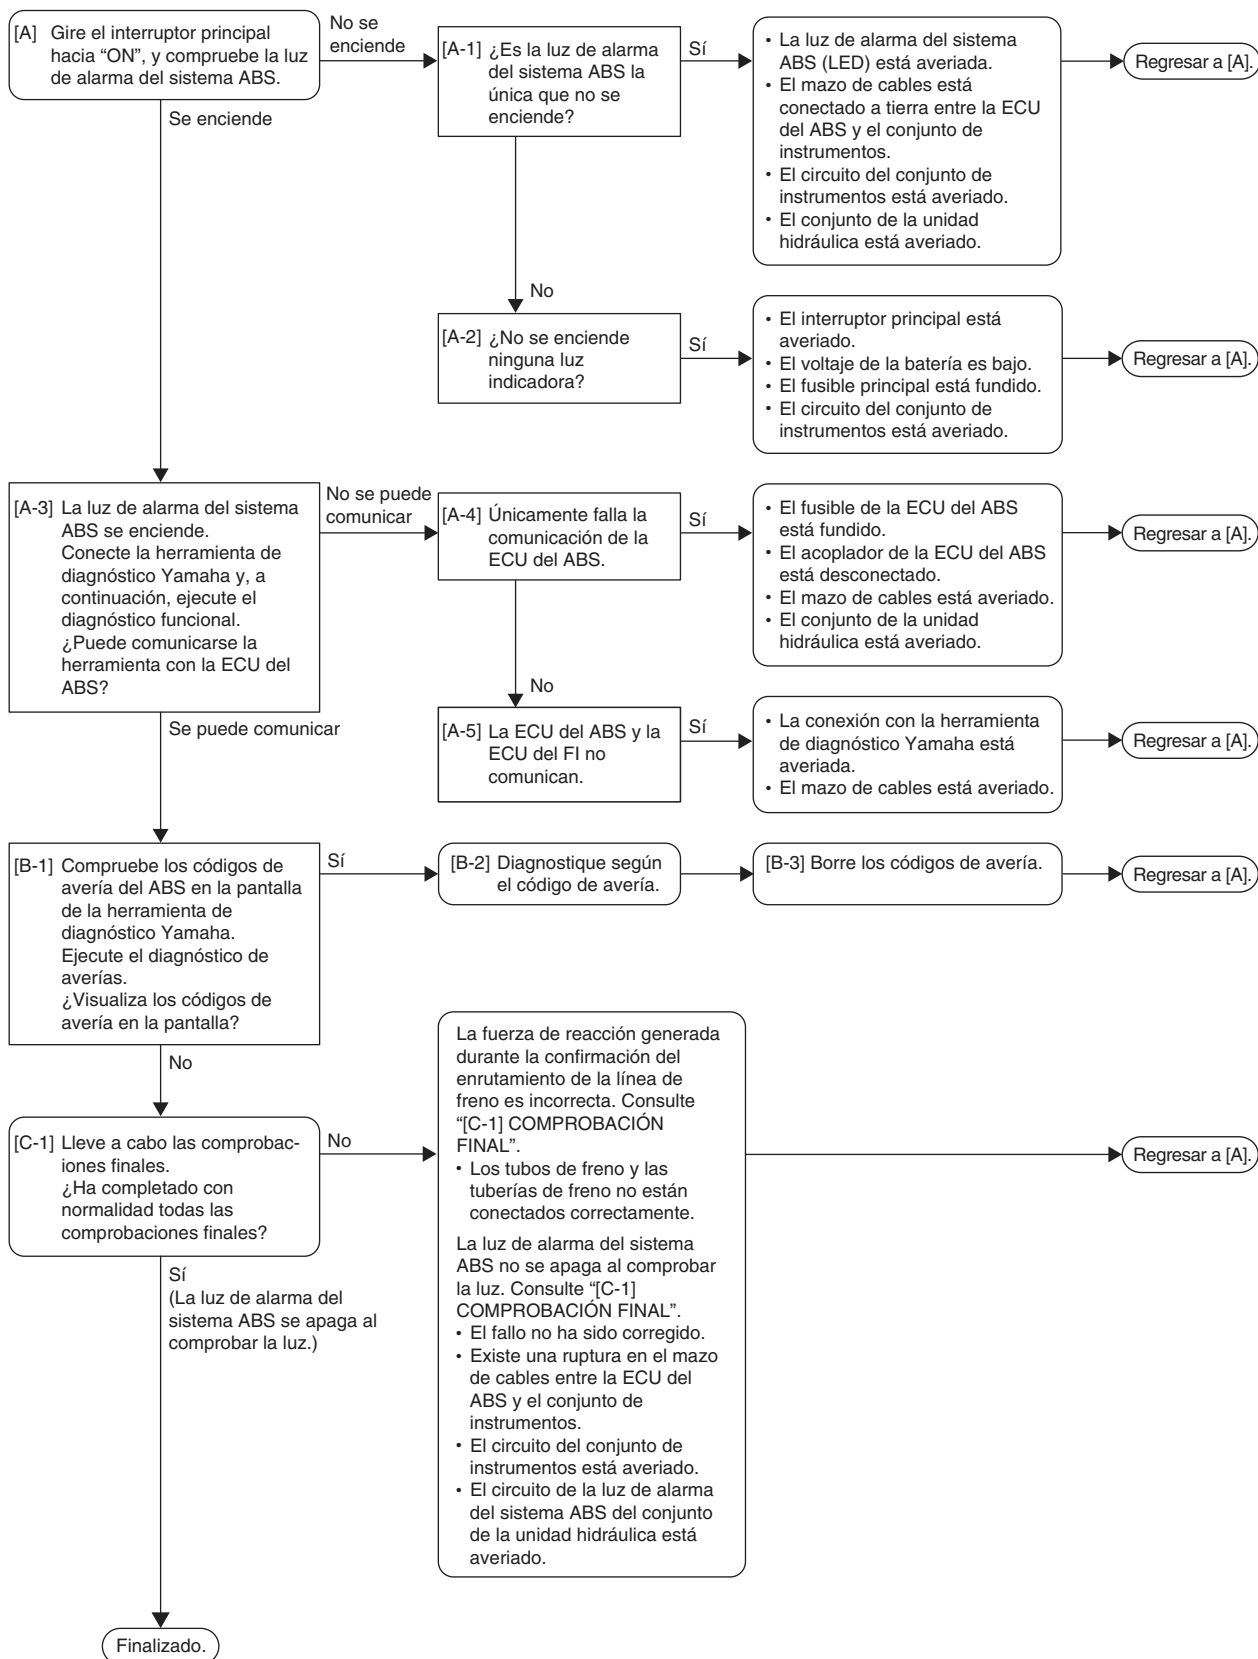 [A] Gire el interruptor principal
hacia “ON”, y compruebe la luz
de alarma del sistema ABS.
No se
enciende
Se enciende
[A-1] ¿Es la luz de alarma
del sistema ABS la
única que no se
enciende?
Sí
• La luz de alarma del sistema
ABS (LED) está averiada.
• El mazo de cables está
conectado a tierra entre la ECU
del ABS y el conjunto de
instrumentos.
• El circuito del conjunto de
instrumentos está averiado.
• El conjunto de la unidad
hidráulica está averiado.
Regresar a [A].
No
[A-2] ¿No se enciende
ninguna luz
indicadora?
Sí
• El interruptor principal está
averiado.
• El voltaje de la batería es bajo.
• El fusible principal está fundido.
• El circuito del conjunto de
instrumentos está averiado.
Regresar a [A].
[A-3] La luz de alarma del sistema
ABS se enciende.
Conecte la herramienta de
diagnóstico Yamaha y, a
continuación, ejecute el
diagnóstico funcional.
¿Puede comunicarse la
herramienta con la ECU del
ABS?
No se puede
comunicar
Se puede comunicar
[A-4] Únicamente falla la
comunicación de la
ECU del ABS.
Sí
• El fusible de la ECU del ABS
está fundido.
• El acoplador de la ECU del ABS
está desconectado.
• El mazo de cables está averiado.
• El conjunto de la unidad
hidráulica está averiado.
Regresar a [A].
No
[A-5] La ECU del ABS y la
ECU del FI no
comunican.
Sí
• La conexión con la herramienta
de diagnóstico Yamaha está
averiada.
• El mazo de cables está averiado.
Regresar a [A].
[B-1] Compruebe los códigos de
avería del ABS en la pantalla
de la herramienta de
diagnóstico Yamaha.
Ejecute el diagnóstico de
averías.
¿Visualiza los códigos de
avería en la pantalla?
Sí
[B-2] Diagnostique según
el código de avería.
[B-3] Borre los códigos de avería.
Regresar a [A].
No
[C-1] Lleve a cabo las comprobac-
iones finales.
¿Ha completado con
normalidad todas las
comprobaciones finales?
No
La fuerza de reacción generada
durante la confirmación del
enrutamiento de la línea de
freno es incorrecta. Consulte
“[C-1] COMPROBACIÓN
FINAL”.
• Los tubos de freno y las
tuberías de freno no están
conectados correctamente.
La luz de alarma del sistema
ABS no se apaga al comprobar
la luz. Consulte “[C-1]
COMPROBACIÓN FINAL”.
• El fallo no ha sido corregido.
• Existe una ruptura en el mazo
de cables entre la ECU del
ABS y el conjunto de
instrumentos.
• El circuito del conjunto de
instrumentos está averiado.
• El circuito de la luz de alarma
del sistema ABS del conjunto
de la unidad hidráulica está
averiado.
Regresar a [A].
Sí
(La luz de alarma del
sistema ABS se apaga al
comprobar la luz.)
Finalizado.